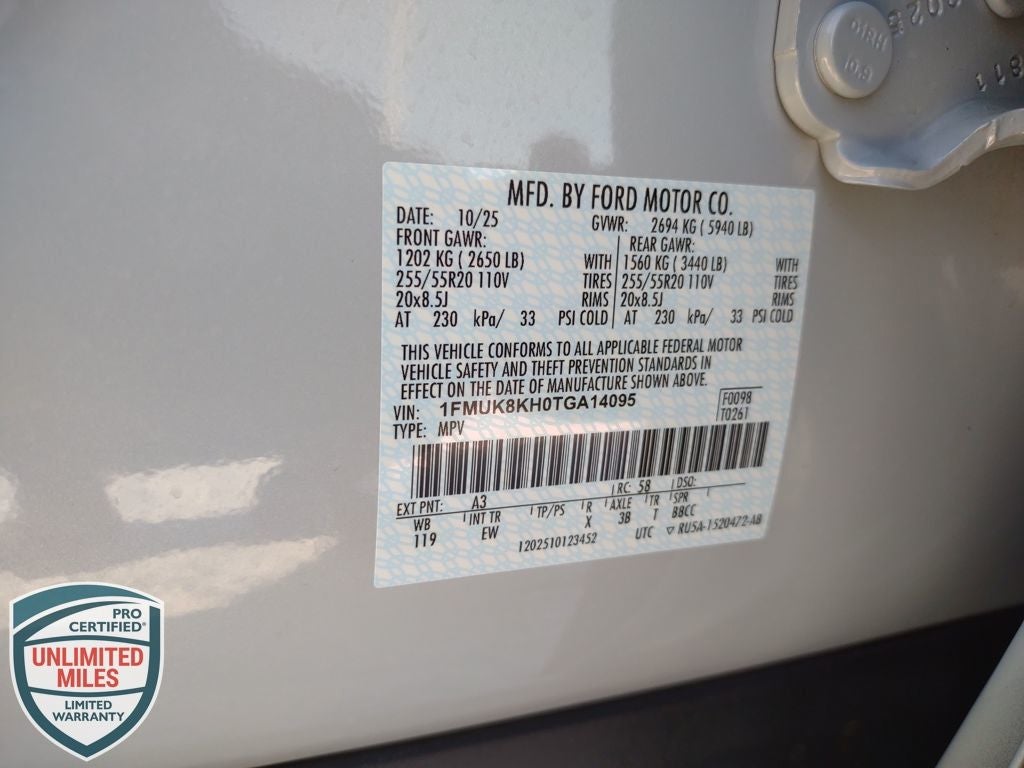 MFD. BY FORD MOTOR CO.
DATE: 10/25 GVWR: 2694 KG ( 5940 LB)
FRONT GAWR: REAR GAWR:
1202 KG ( 2650 LB) WITH 1560 KG ( 3440 LB) WITH
255/55R20 110V TIRES 255/55R20 110V TIRES
20x8.5J RIMS 20x8.5J RIMS
AT 230 kPa/ 33 PSI COLD AT 230 kPa/ 33 PSI COLD
THIS VEHICLE CONFORMS TO ALL APPLICABLE FEDERAL MOTOR
VEHICLE SAFETY AND THEFT PREVENTION STANDARDS IN
EFFECT ON THE DATE OF MANUFACTURE SHOWN ABOVE.
VIN: 1FMUK8KH0TGA14095 F0098
TYPE: MPV T0261
EXT PNT: A3 RC: 58 DSO:
WB INT TR TP/PS R AXLE TR SPR
119 EW X 3B T BBCC
1202510123452 UTC ▽ RU5A-1520472-AB
PRO
CERTIFIED®
UNLIMITED
MILES
LIMITED
WARRANTY